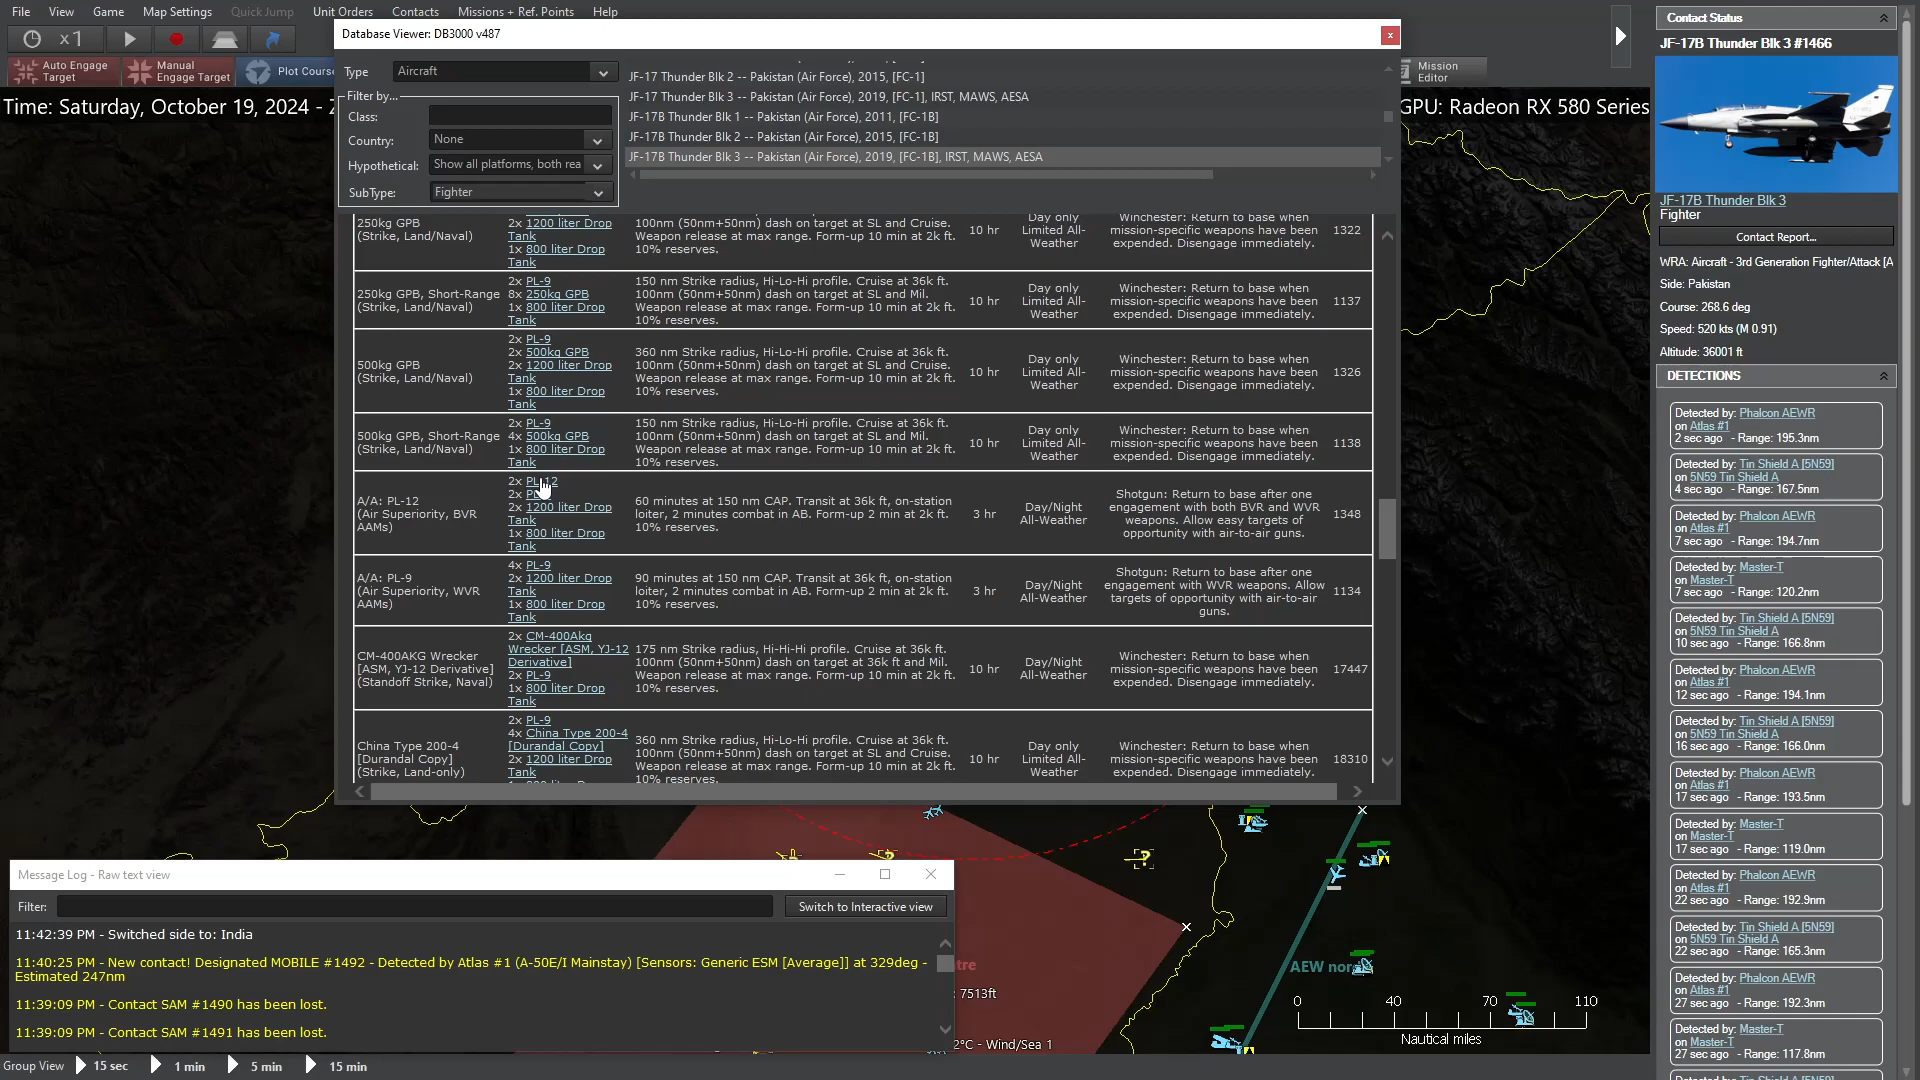 File View Game Map Settings Quick Jump Unit Orders Contacts Missions + Ref. Points Help
x1
Auto Engage
Target
Manual
Engage Target
Plot Course
Mission
Editor
Time: Saturday, October 19, 2024 -
GPU: Radeon RX 580 Series
Database Viewer: DB3000 v487
Type Aircraft
Filter by...
Class:
Country: None
Hypothetical: Show all platforms, both rea
SubType: Fighter
JF-17 Thunder Blk 2 -- Pakistan (Air Force), 2015, [FC-1]
JF-17 Thunder Blk 3 -- Pakistan (Air Force), 2019, [FC-1], IRST, MAWS, AESA
JF-17B Thunder Blk 1 -- Pakistan (Air Force), 2011, [FC-1B]
JF-17B Thunder Blk 2 -- Pakistan (Air Force), 2015, [FC-1B]
JF-17B Thunder Blk 3 -- Pakistan (Air Force), 2019, [FC-1B], IRST, MAWS, AESA
250kg GPB
(Strike, Land/Naval)
2x 1200 liter Drop
Tank
1x 800 liter Drop
Tank
100nm (50nm+50nm) dash on target at SL and Cruise.
Weapon release at max range. Form-up 10 min at 2k ft.
10% reserves.
10 hr
Day only
Limited All-
Weather
Winchester: Return to base when
mission-specific weapons have been
expended. Disengage immediately.
1322
250kg GPB, Short-Range
(Strike, Land/Naval)
2x PL-9
8x 250kg GPB
1x 800 liter Drop
Tank
150 nm Strike radius, Hi-Lo-Hi profile. Cruise at 36k ft.
100nm (50nm+50nm) dash on target at SL and Mil.
Weapon release at max range. Form-up 10 min at 2k ft.
10% reserves.
10 hr
Day only
Limited All-
Weather
Winchester: Return to base when
mission-specific weapons have been
expended. Disengage immediately.
1137
500kg GPB
(Strike, Land/Naval)
2x PL-9
2x 500kg GPB
2x 1200 liter Drop
Tank
1x 800 liter Drop
Tank
360 nm Strike radius, Hi-Lo-Hi profile. Cruise at 36k ft.
100nm (50nm+50nm) dash on target at SL and Cruise.
Weapon release at max range. Form-up 10 min at 2k ft.
10% reserves.
10 hr
Day only
Limited All-
Weather
Winchester: Return to base when
mission-specific weapons have been
expended. Disengage immediately.
1326
500kg GPB, Short-Range
(Strike, Land/Naval)
2x PL-9
4x 500kg GPB
1x 800 liter Drop
Tank
150 nm Strike radius, Hi-Lo-Hi profile. Cruise at 36k ft.
100nm (50nm+50nm) dash on target at SL and Mil.
Weapon release at max range. Form-up 10 min at 2k ft.
10% reserves.
10 hr
Day only
Limited All-
Weather
Winchester: Return to base when
mission-specific weapons have been
expended. Disengage immediately.
1138
A/A: PL-12
(Air Superiority, BVR
AAMs)
2x PL-12
2x
2x 1200 liter Drop
Tank
1x 800 liter Drop
Tank
60 minutes at 150 nm CAP. Transit at 36k ft, on-station
loiter, 2 minutes combat in AB. Form-up 2 min at 2k ft.
10% reserves.
3 hr
Day/Night
All-Weather
Shotgun: Return to base after one
engagement with both BVR and WVR
weapons. Allow easy targets of
opportunity with air-to-air guns.
1348
A/A: PL-9
(Air Superiority, WVR
AAMs)
4x PL-9
2x 1200 liter Drop
Tank
1x 800 liter Drop
Tank
90 minutes at 150 nm CAP. Transit at 36k ft, on-station
loiter, 2 minutes combat in AB. Form-up 2 min at 2k ft.
10% reserves.
3 hr
Day/Night
All-Weather
Shotgun: Return to base after one
engagement with WVR weapons. Allow
targets of opportunity with air-to-air
guns.
1134
CM-400AKG Wrecker
[ASM, YJ-12 Derivative]
(Standoff Strike, Naval)
2x CM-400Akg
Wrecker [ASM, YJ-12
Derivative]
2x PL-9
1x 800 liter Drop
Tank
175 nm Strike radius, Hi-Hi-Hi profile. Cruise at 36k ft.
100nm (50nm+50nm) dash on target at 36k ft and Mil.
Weapon release at max range. Form-up 10 min at 2k ft.
10% reserves.
10 hr
Day/Night
All-Weather
Winchester: Return to base when
mission-specific weapons have been
expended. Disengage immediately.
17447
China Type 200-4
[Durandal Copy]
(Strike, Land-only)
2x PL-9
4x China Type 200-4
[Durandal Copy]
2x 1200 liter Drop
Tank
360 nm Strike radius, Hi-Lo-Hi profile. Cruise at 36k ft.
100nm (50nm+50nm) dash on target at SL and Cruise.
Weapon release at max range. Form-up 10 min at 2k ft.
10% reserves.
10 hr
Day only
Limited All-
Weather
Winchester: Return to base when
mission-specific weapons have been
expended. Disengage immediately.
18310
Contact Status
JF-17B Thunder Blk 3 #1466
JF-17B Thunder Blk 3
Fighter
Contact Report...
WRA: Aircraft - 3rd Generation Fighter/Attack [A
Side: Pakistan
Course: 268.6 deg
Speed: 520 kts (M 0.91)
Altitude: 36001 ft
DETECTIONS
Detected by: Phalcon AEWR
on Atlas #1
2 sec ago - Range: 195.3nm
Detected by: Tin Shield A [5N59]
on 5N59 Tin Shield A
4 sec ago - Range: 167.5nm
Detected by: Phalcon AEWR
on Atlas #1
7 sec ago - Range: 194.7nm
Detected by: Master-T
on Master-T
7 sec ago - Range: 120.2nm
Detected by: Tin Shield A [5N59]
on 5N59 Tin Shield A
10 sec ago - Range: 166.8nm
Detected by: Phalcon AEWR
on Atlas #1
12 sec ago - Range: 194.1nm
Detected by: Tin Shield A [5N59]
on 5N59 Tin Shield A
16 sec ago - Range: 166.0nm
Detected by: Phalcon AEWR
on Atlas #1
17 sec ago - Range: 193.5nm
Detected by: Master-T
on Master-T
17 sec ago - Range: 119.0nm
Detected by: Phalcon AEWR
on Atlas #1
22 sec ago - Range: 192.9nm
Detected by: Tin Shield A [5N59]
on 5N59 Tin Shield A
22 sec ago - Range: 165.3nm
Detected by: Phalcon AEWR
on Atlas #1
27 sec ago - Range: 192.3nm
Detected by: Master-T
on Master-T
27 sec ago - Range: 117.8nm
Detected by: Tin Shield A [5N59]
Message Log - Raw text view
Filter:
Switch to Interactive view
11:42:39 PM - Switched side to: India
11:40:25 PM - New contact! Designated MOBILE #1492 - Detected by Atlas #1 (A-50E/I Mainstay) [Sensors: Generic ESM [Average]] at 329deg -
Estimated 247nm
11:39:09 PM - Contact SAM #1490 has been lost.
11:39:09 PM - Contact SAM #1491 has been lost.
tre
: 7513ft
2°C - Wind/Sea 1
AEW nor
0 40 70 110
Nautical miles
Group View 15 sec 1 min 5 min 15 min